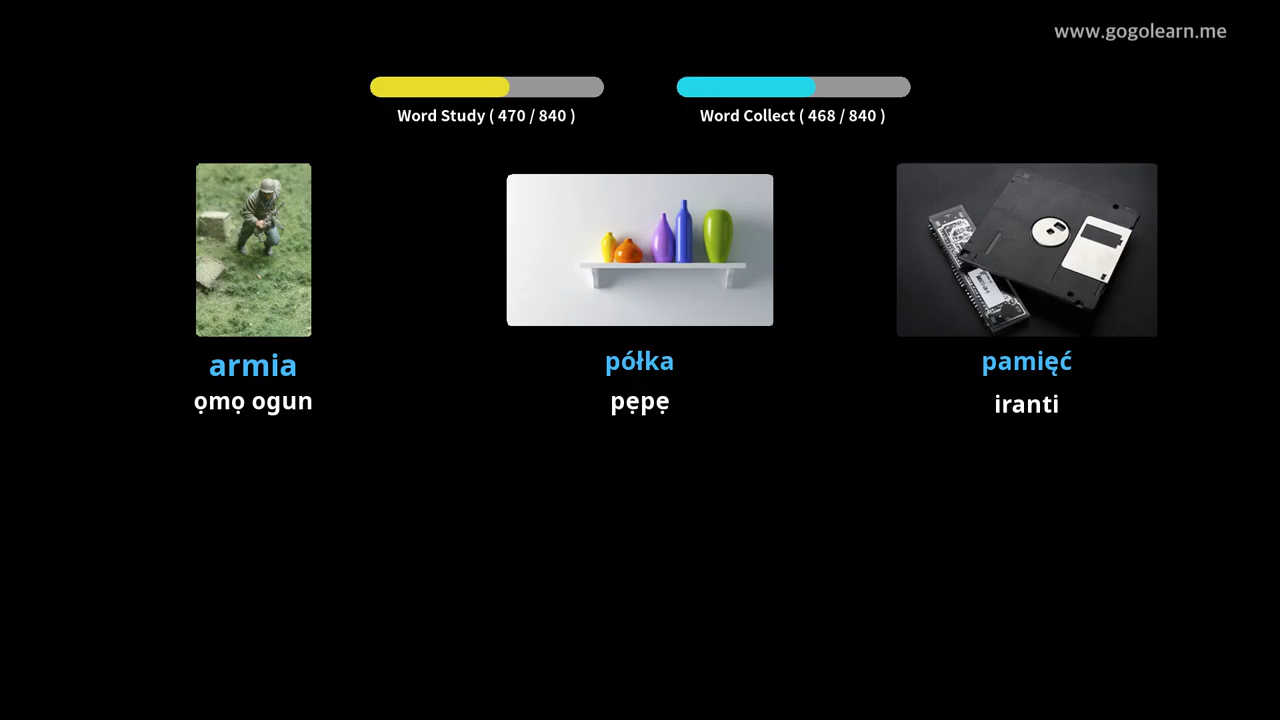 www.gogolearn.me
Word Study ( 470 / 840 )
Word Collect ( 468 / 840 )
armia
półka
pamięć
ọmọ ogun
pẹpẹ
iranti